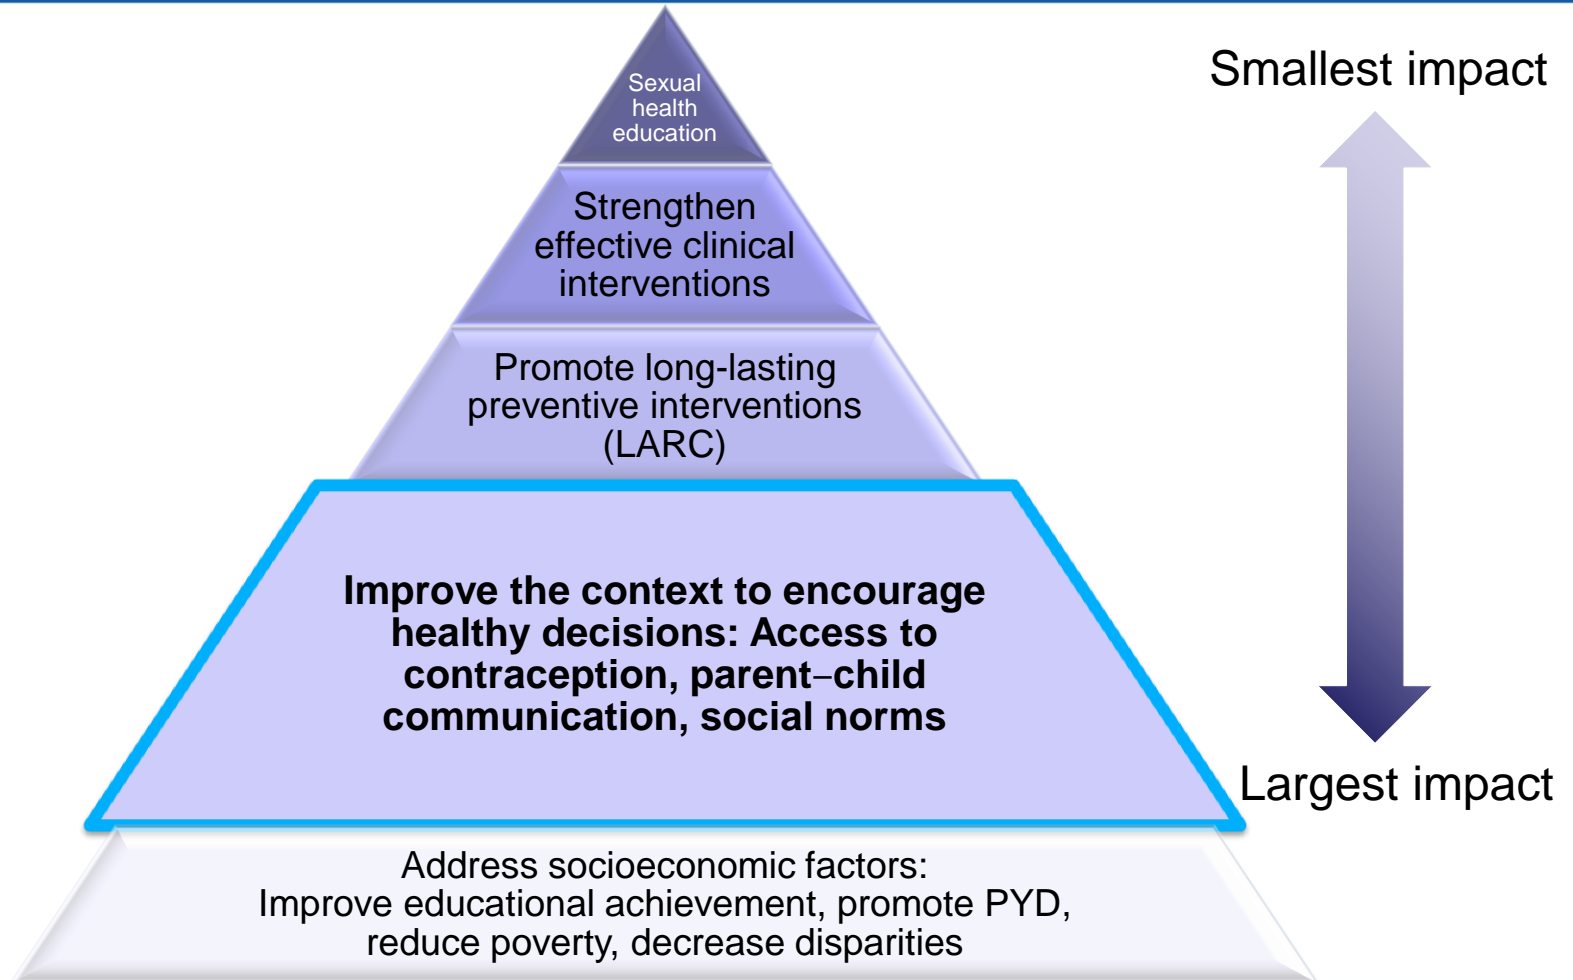 Smallest impact
Sexual
health
education
Strengthen
effective clinical
interventions
Promote long-lasting
preventive interventions
(LARC)
Improve the context to encourage
healthy decisions: Access to
contraception, parent–child
communication, social norms
Largest impact
Address socioeconomic factors:
Improve educational achievement, promote PYD,
reduce poverty, decrease disparities